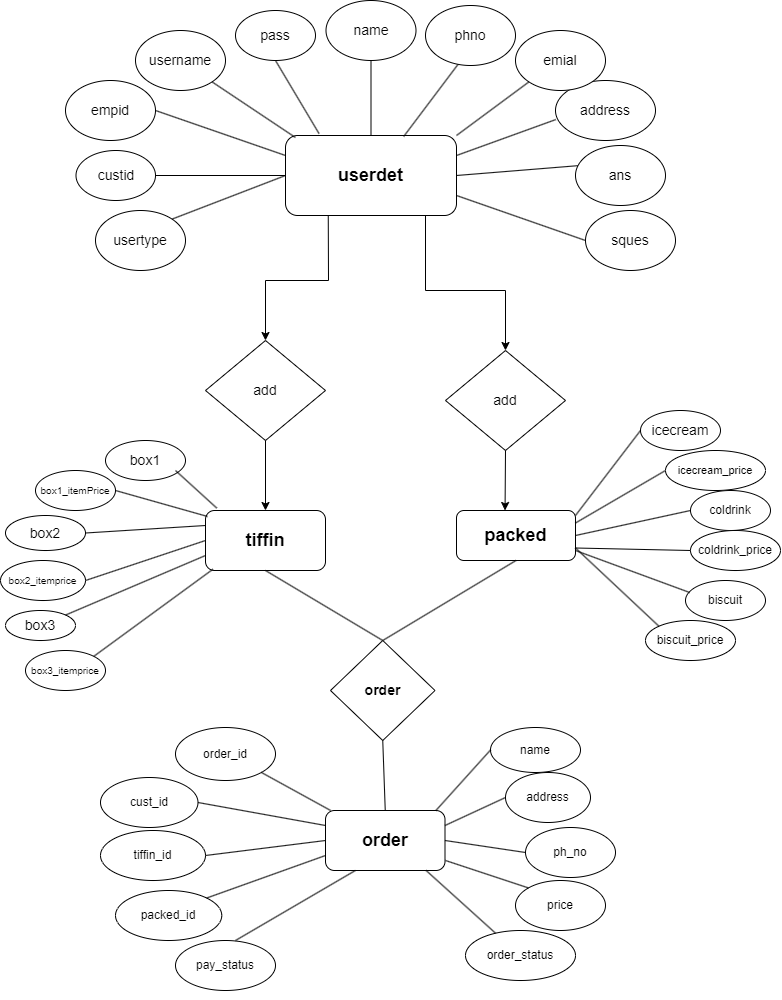 name
pass
phno
username
emial
empid
address
custid
userdet
ans
usertype
sques
add
add
icecream
box1
icecream_price
box1_itemPrice
coldrink
box2
tiffin
packed
coldrink_price
box2_itemprice
biscuit
box3
biscuit_price
box3_itemprice
order
order_id
name
cust_id
address
order
tiffin_id
ph_no
packed_id
price
pay_status
order_status